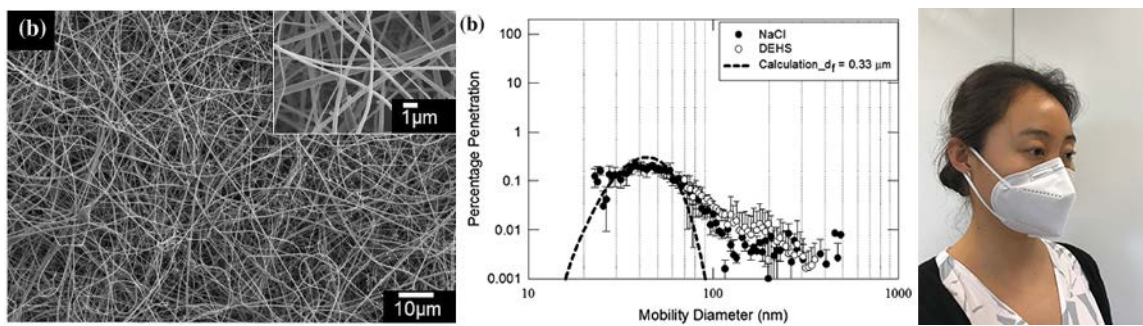 (b)
1µm
10µm
(b)
NaCl
DEHS
Calculation_d_f = 0.33 µm
Percentage Penetration
100
10
1
0.1
0.01
0.001
10
100
1000
Mobility Diameter (nm)